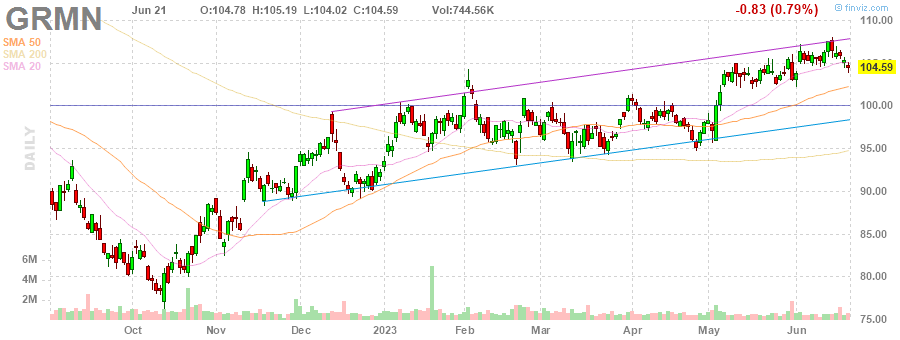 GRMN Jun 21 O:104.78 H:105.19 L:104.02 C:104.59 Vol:744.56K -0.83 (0.79%) © finviz.com
SMA 50
SMA 200
SMA 20
110.00
104.59
100.00
95.00
90.00
85.00
80.00
75.00
DAILY
6M
4M
2M
Oct Nov Dec 2023 Feb Mar Apr May Jun